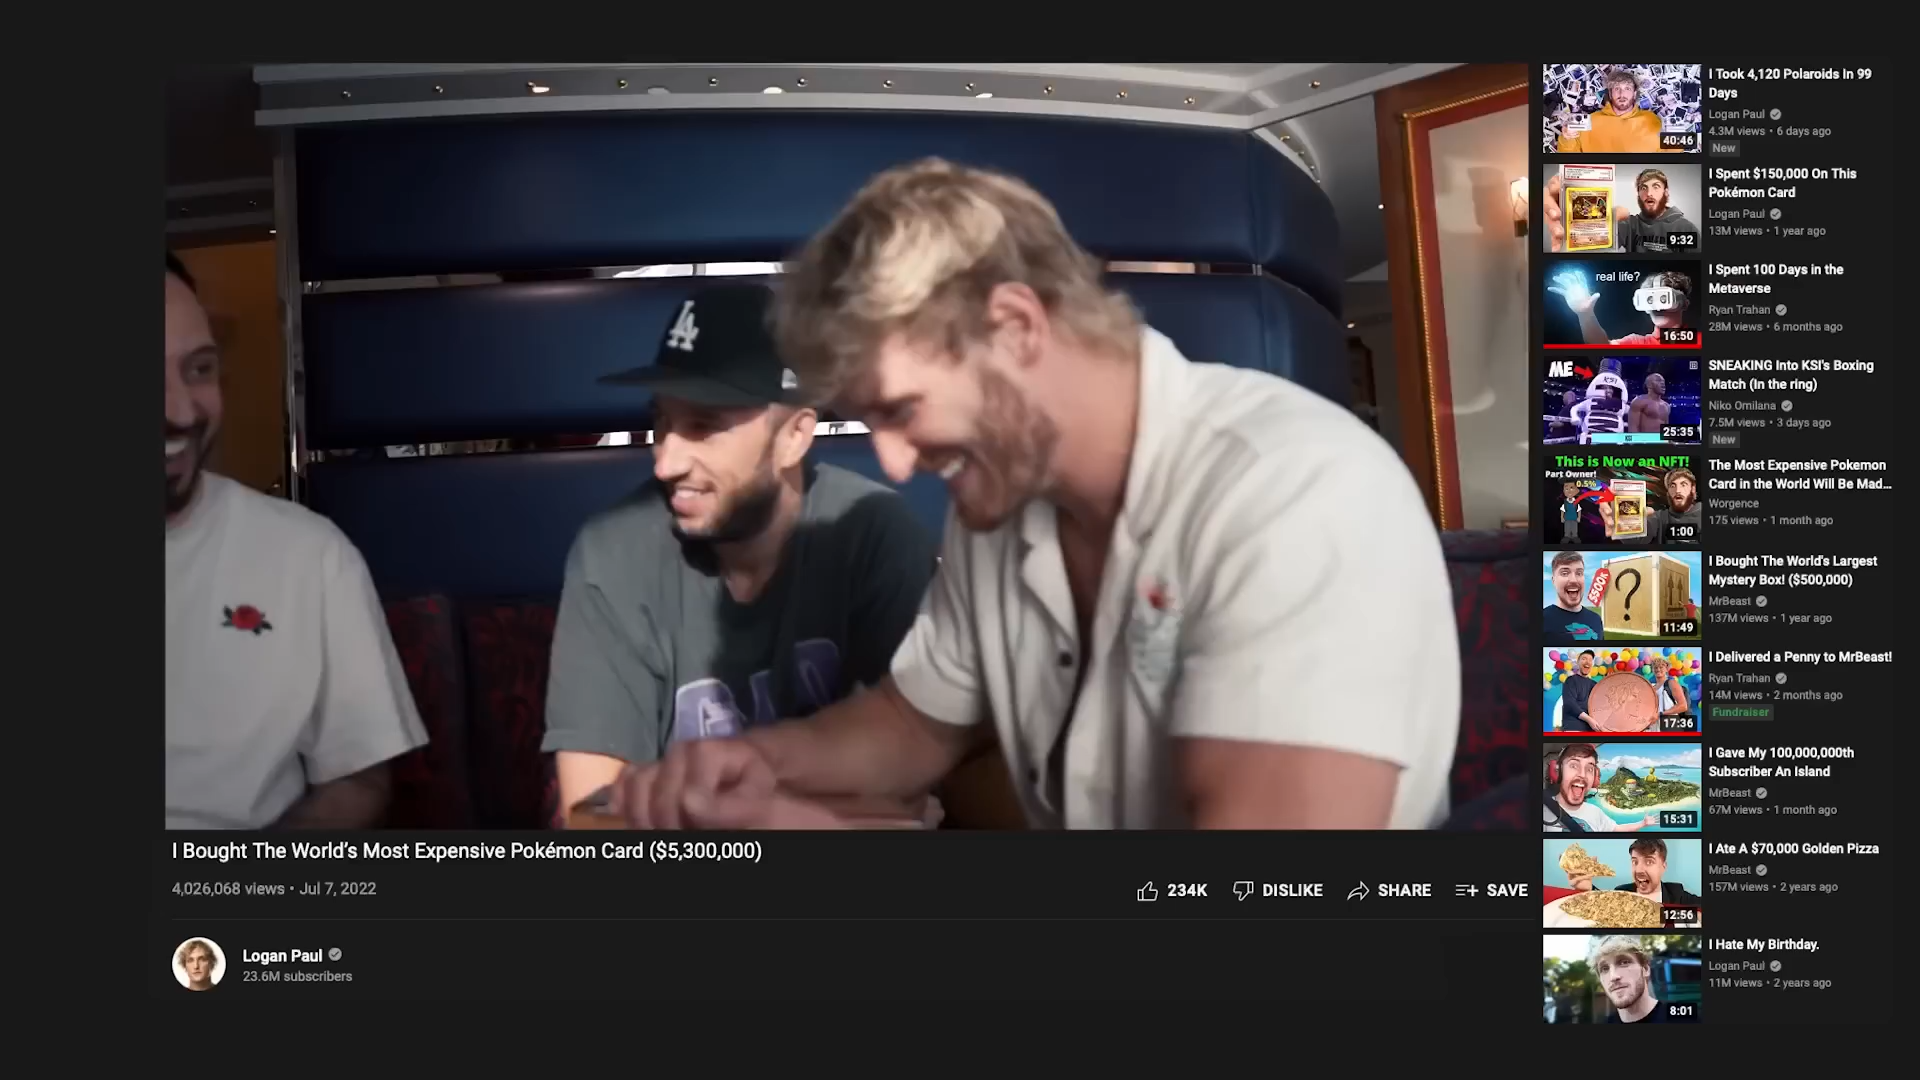 LA
I Bought The World's Most Expensive Pokémon Card ($5,300,000)
4,026,068 views • Jul 7, 2022
234K
DISLIKE
SHARE
SAVE
Logan Paul
23.6M subscribers
40:46
I Took 4,120 Polaroids In 99
Days
Logan Paul
4.3M views • 6 days ago
New
9:32
I Spent $150,000 On This
Pokémon Card
Logan Paul
13M views • 1 year ago
real life?
16:50
I Spent 100 Days in the
Metaverse
Ryan Trahan
28M views • 6 months ago
ME
KSI
25:35
SNEAKING Into KSI's Boxing
Match (In the ring)
Niko Omilana
7.5M views • 3 days ago
New
This is Now an NFT!
Part Owner!
0.5%
1:00
The Most Expensive Pokemon
Card in the World Will Be Mad...
Worgence
175 views • 1 month ago
$500K
?
11:49
I Bought The World's Largest
Mystery Box! ($500,000)
MrBeast
137M views • 1 year ago
17:36
I Delivered a Penny to MrBeast!
Ryan Trahan
14M views • 2 months ago
Fundraiser
15:31
I Gave My 100,000,000th
Subscriber An Island
MrBeast
67M views • 1 month ago
12:56
I Ate A $70,000 Golden Pizza
MrBeast
157M views • 2 years ago
8:01
I Hate My Birthday.
Logan Paul
11M views • 2 years ago